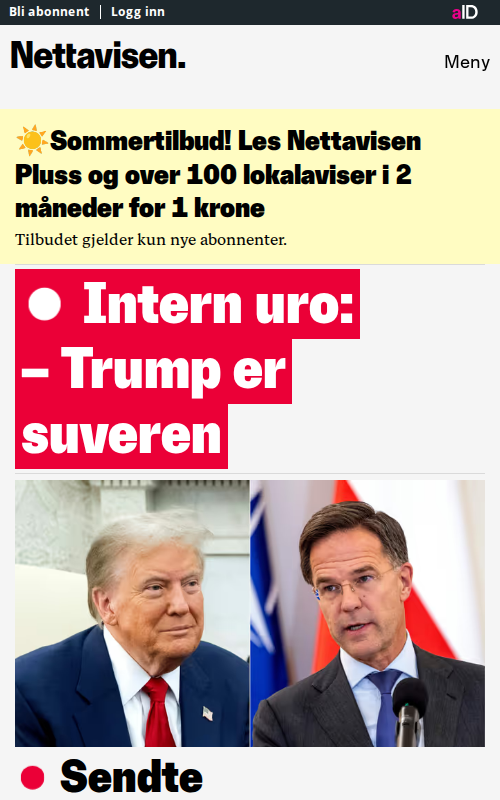 Bli abonnent | Logg inn
aID
Nettavisen.
Meny
☀️Sommertilbud! Les Nettavisen
Pluss og over 100 lokalaviser i 2
måneder for 1 krone
Tilbudet gjelder kun nye abonnenter.
Intern uro:
– Trump er
suveren
Sendte